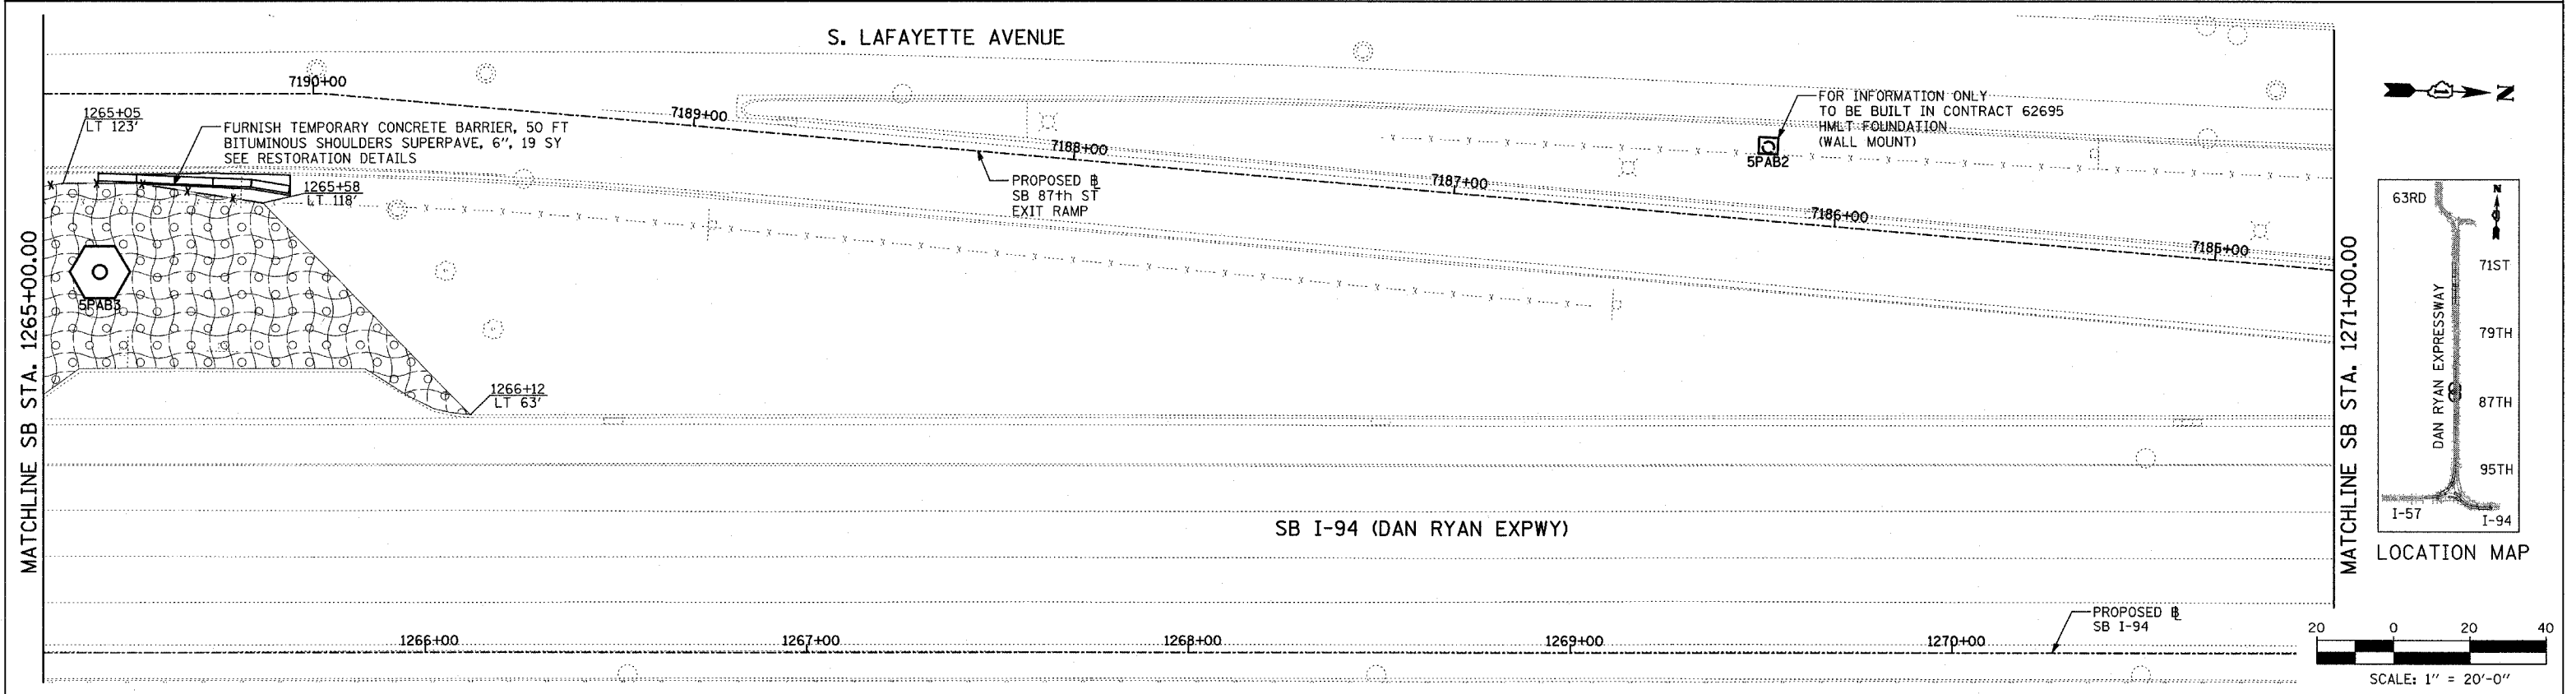 S. LAFAYETTE AVENUE
7190+00
1265+05
LT 123'
FURNISH TEMPORARY CONCRETE BARRIER, 50 FT
BITUMINOUS SHOULDERS SUPERPAVE, 6", 19 SY
SEE RESTORATION DETAILS
7189+00
7188+00
FOR INFORMATION ONLY
TO BE BUILT IN CONTRACT 62695
HMLT FOUNDATION
(WALL MOUNT)
5PAB2
N
1265+58
LT 118'
PROPOSED B
SB 87th ST
EXIT RAMP
7187+00
7186+00
7185+00
5PAB3
1266+12
LT 63'
MATCHLINE SB STA. 1265+00.00
MATCHLINE SB STA. 1271+00.00
SB I-94 (DAN RYAN EXPWY)
PROPOSED B
SB I-94
1266+00
1267+00
1268+00
1269+00
1270+00
63RD
N
71ST
DAN RYAN EXPRESSWAY
79TH
87TH
95TH
I-57
I-94
LOCATION MAP
20 0 20 40
SCALE: 1" = 20'-0"